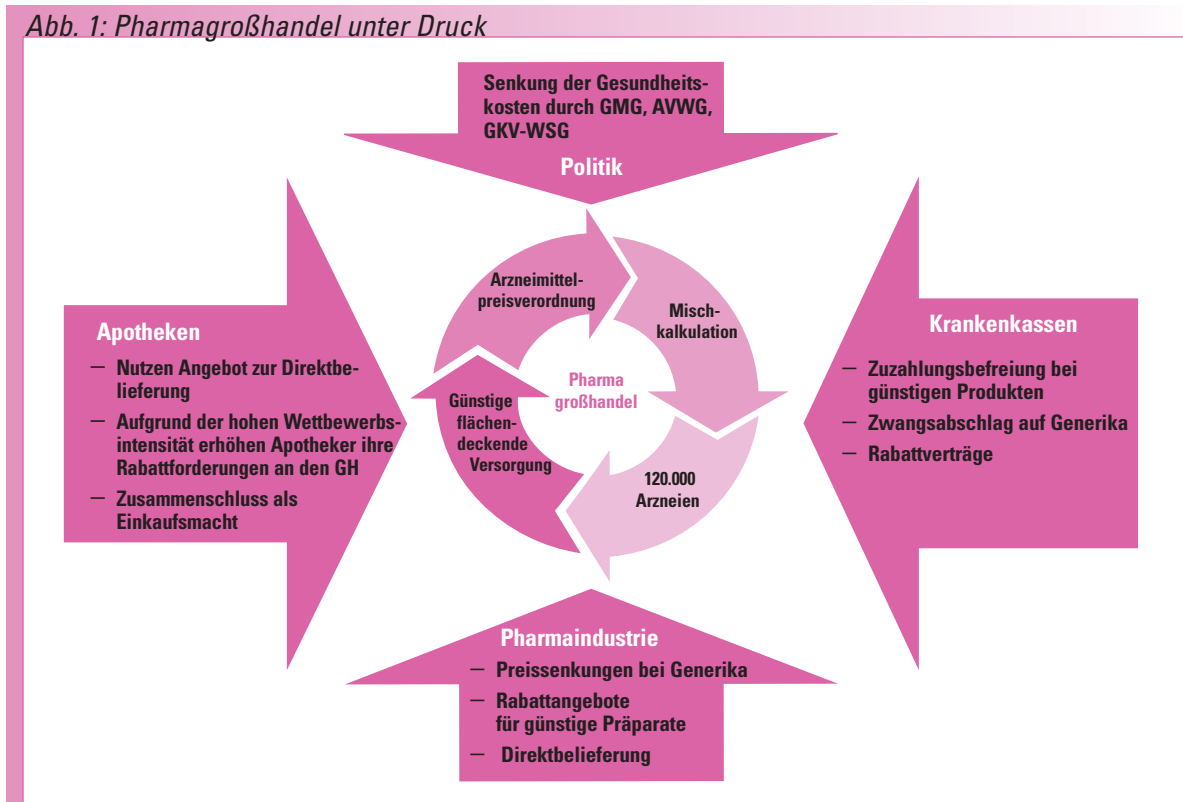 Abb. 1: Pharmagroßhandel unter Druck
Senkung der Gesundheits-
kosten durch GMG, AVWG,
GKV-WSG
Politik
Apotheken
– Nutzen Angebot zur Direktbe-
lieferung
– Aufgrund der hohen Wettbewerbs-
intensität erhöhen Apotheker ihre
Rabattforderungen an den GH
– Zusammenschluss als
Einkaufsmacht
Arzneimittel-
preisverordnung
Misch-
kalkulation
Pharma
großhandel
Günstige
flächen-
deckende
Versorgung
120.000
Arzneien
Krankenkassen
– Zuzahlungsbefreiung bei
günstigen Produkten
– Zwangsabschlag auf Generika
– Rabattverträge
Pharmaindustrie
– Preissenkungen bei Generika
– Rabattangebote
für günstige Präparate
– Direktbelieferung